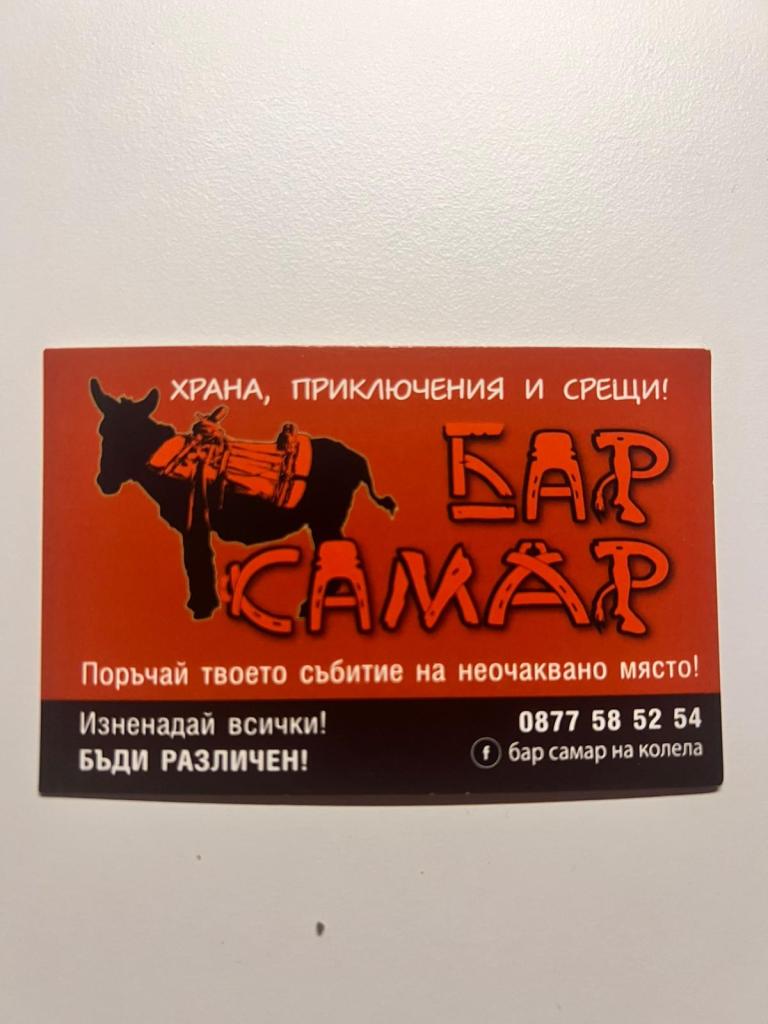 ХРАНА, ПРИКЛЮЧЕНИЯ И СРЕЩИ!
БАР
САМАР
Поръчай твоето събитие на неочаквано място!
Изненадай всички!
БЪДИ РАЗЛИЧЕН!
0877 58 52 54
f бар самар на колела